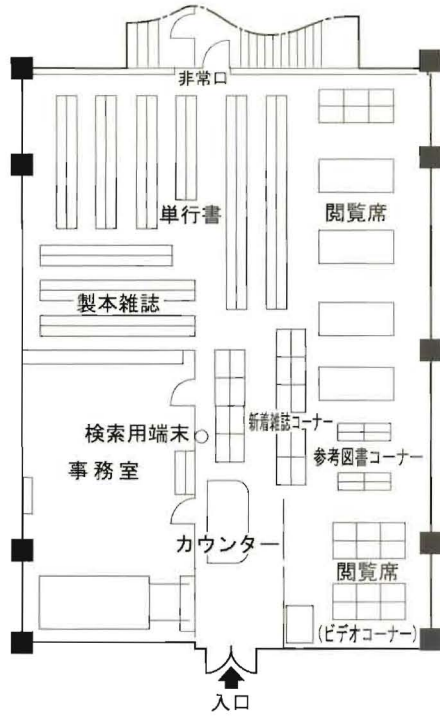 非常口
単行書
閲覧席
製本雑誌
新着雑誌コーナー
検索用端末
参考図書コーナー
事務室
カウンター
閲覧席
(ビデオコーナー)
入口